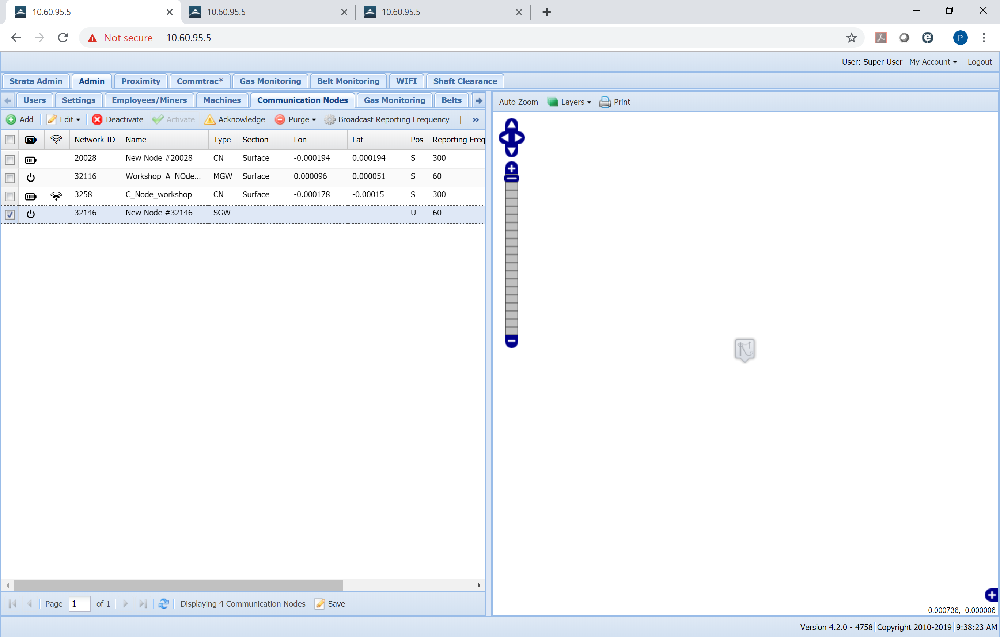 10.60.95.5 10.60.95.5 10.60.95.5
Not secure 10.60.95.5 P
User: Super User My Account Logout
Strata Admin Admin Proximity Commtrac* Gas Monitoring Belt Monitoring WIFI Shaft Clearance
Users Settings Employees/Miners Machines Communication Nodes Gas Monitoring Belts
Auto Zoom Layers Print
Add Edit Deactivate Activate Acknowledge Purge Broadcast Reporting Frequency | »
Network ID Name Type Section Lon Lat Pos Reporting Freq
20028 New Node #20028 CN Surface -0.000194 0.000194 S 300
32116 Workshop_A_NOde... MGW Surface 0.000096 0.000051 S 60
3258 C_Node_workshop CN Surface -0.000178 -0.00015 S 300
32146 New Node #32146 SGW U 60
Page 1 of 1 Displaying 4 Communication Nodes Save
-0.000736, -0.000006
Version 4.2.0 - 4758 Copyright 2010-2019 9:38:23 AM